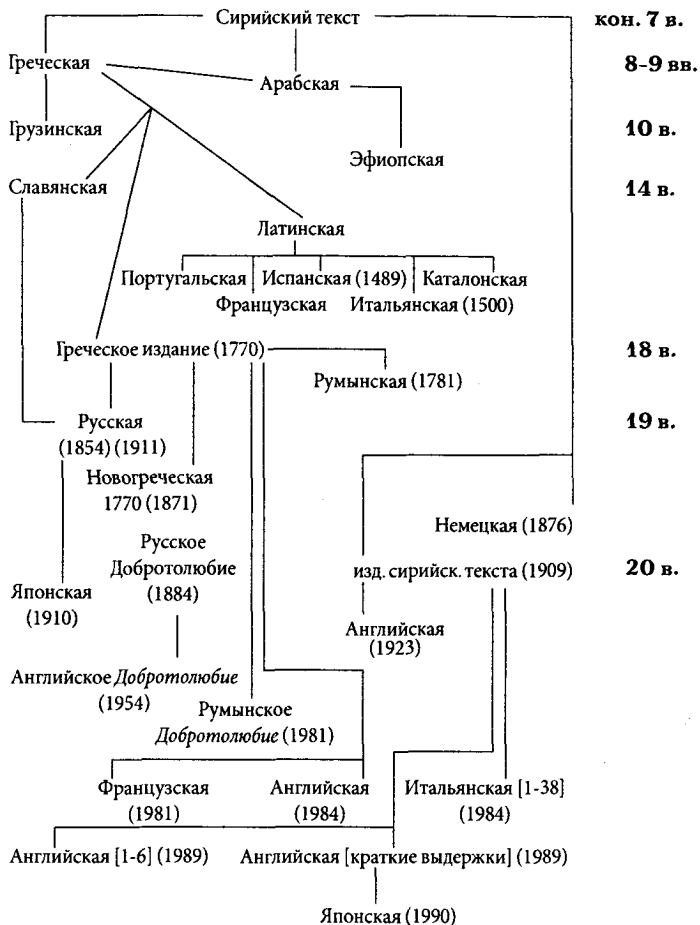 Сирийский текст
кон. 7 в.
Греческая
8-9 вв.
Арабская
Грузинская
10 в.
Эфиопская
Славянская
14 в.
Латинская
Португальская
Испанская (1489)
Каталонская
Французская
Итальянская (1500)
Греческое издание (1770)
18 в.
Румынская (1781)
Русская
19 в.
(1854) (1911)
Новогреческая
1770 (1871)
Немецкая (1876)
Русское
Добротолюбие
изд. сирийск. текста (1909)
20 в.
(1884)
Японская
(1910)
Английская
(1923)
Английское Добротолюбие
(1954)
Румынское
Добротолюбие (1981)
Французская
Английская
Итальянская [1-38]
(1981)
(1984)
(1984)
Английская [1-6] (1989)
Английская [краткие выдержки] (1989)
Японская (1990)